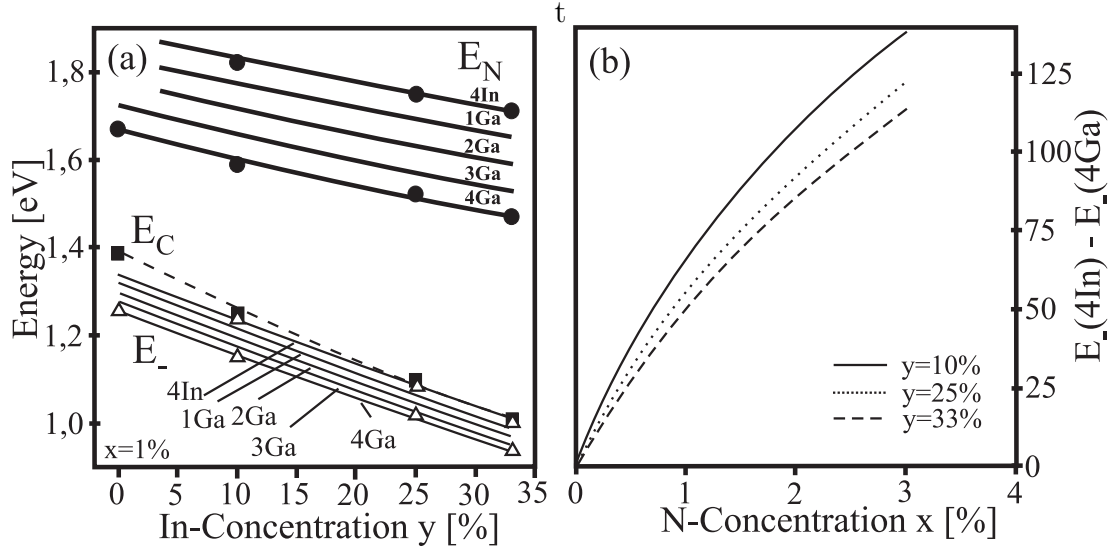 t
(a)
E_N
4In
1Ga
2Ga
3Ga
4Ga
E_C
E_-
4In
1Ga
2Ga
3Ga
4Ga
x=1%
1,8
1,6
1,4
1,2
1,0
Energy [eV]
0 5 10 15 20 25 30 35
In-Concentration y [%]
(b)
y=10%
y=25%
y=33%
125
100
75
50
25
0
E_-(4In) - E_-(4Ga)
0 1 2 3 4
N-Concentration x [%]